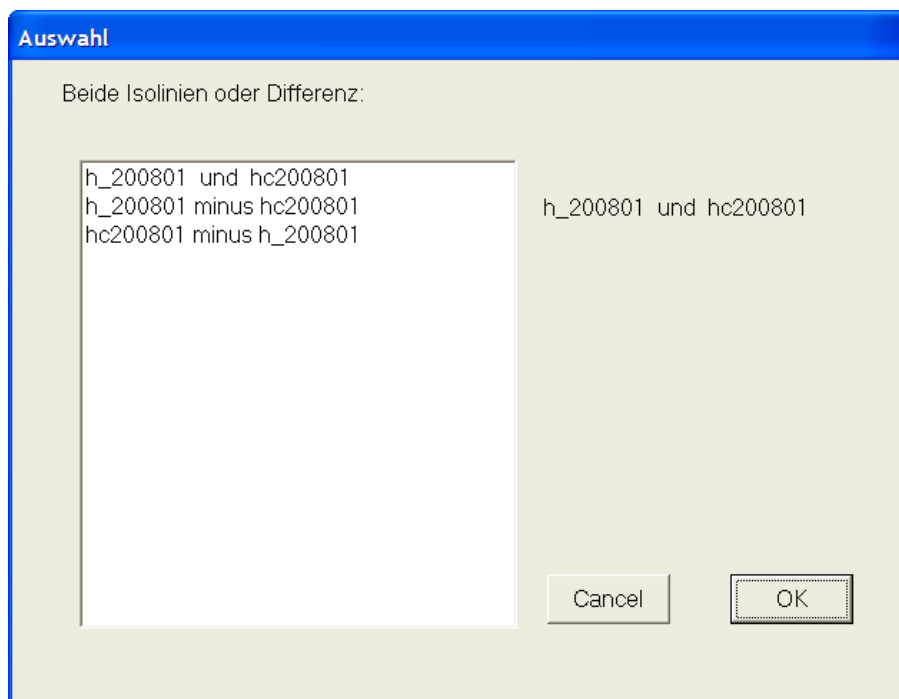 Auswahl
Beide Isolinien oder Differenz:
h_200801 und hc200801
h_200801 minus hc200801
hc200801 minus h_200801
h_200801 und hc200801
Cancel
OK